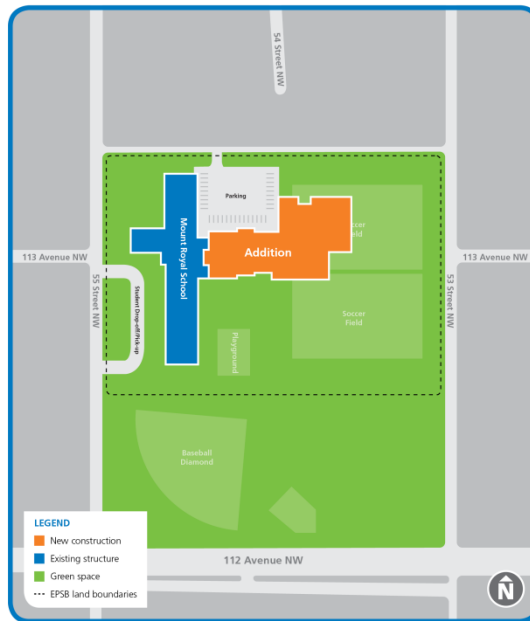 54 Street NW
Parking
Mount Royal School
Soccer
Field
Addition
113 Avenue NW
113 Avenue NW
55 Street NW
Student Drop-off/Pick-up
53 Street NW
Soccer
Field
Playground
Baseball
Diamond
LEGEND
New construction
Existing structure
Green space
EPSB land boundaries
112 Avenue NW
N